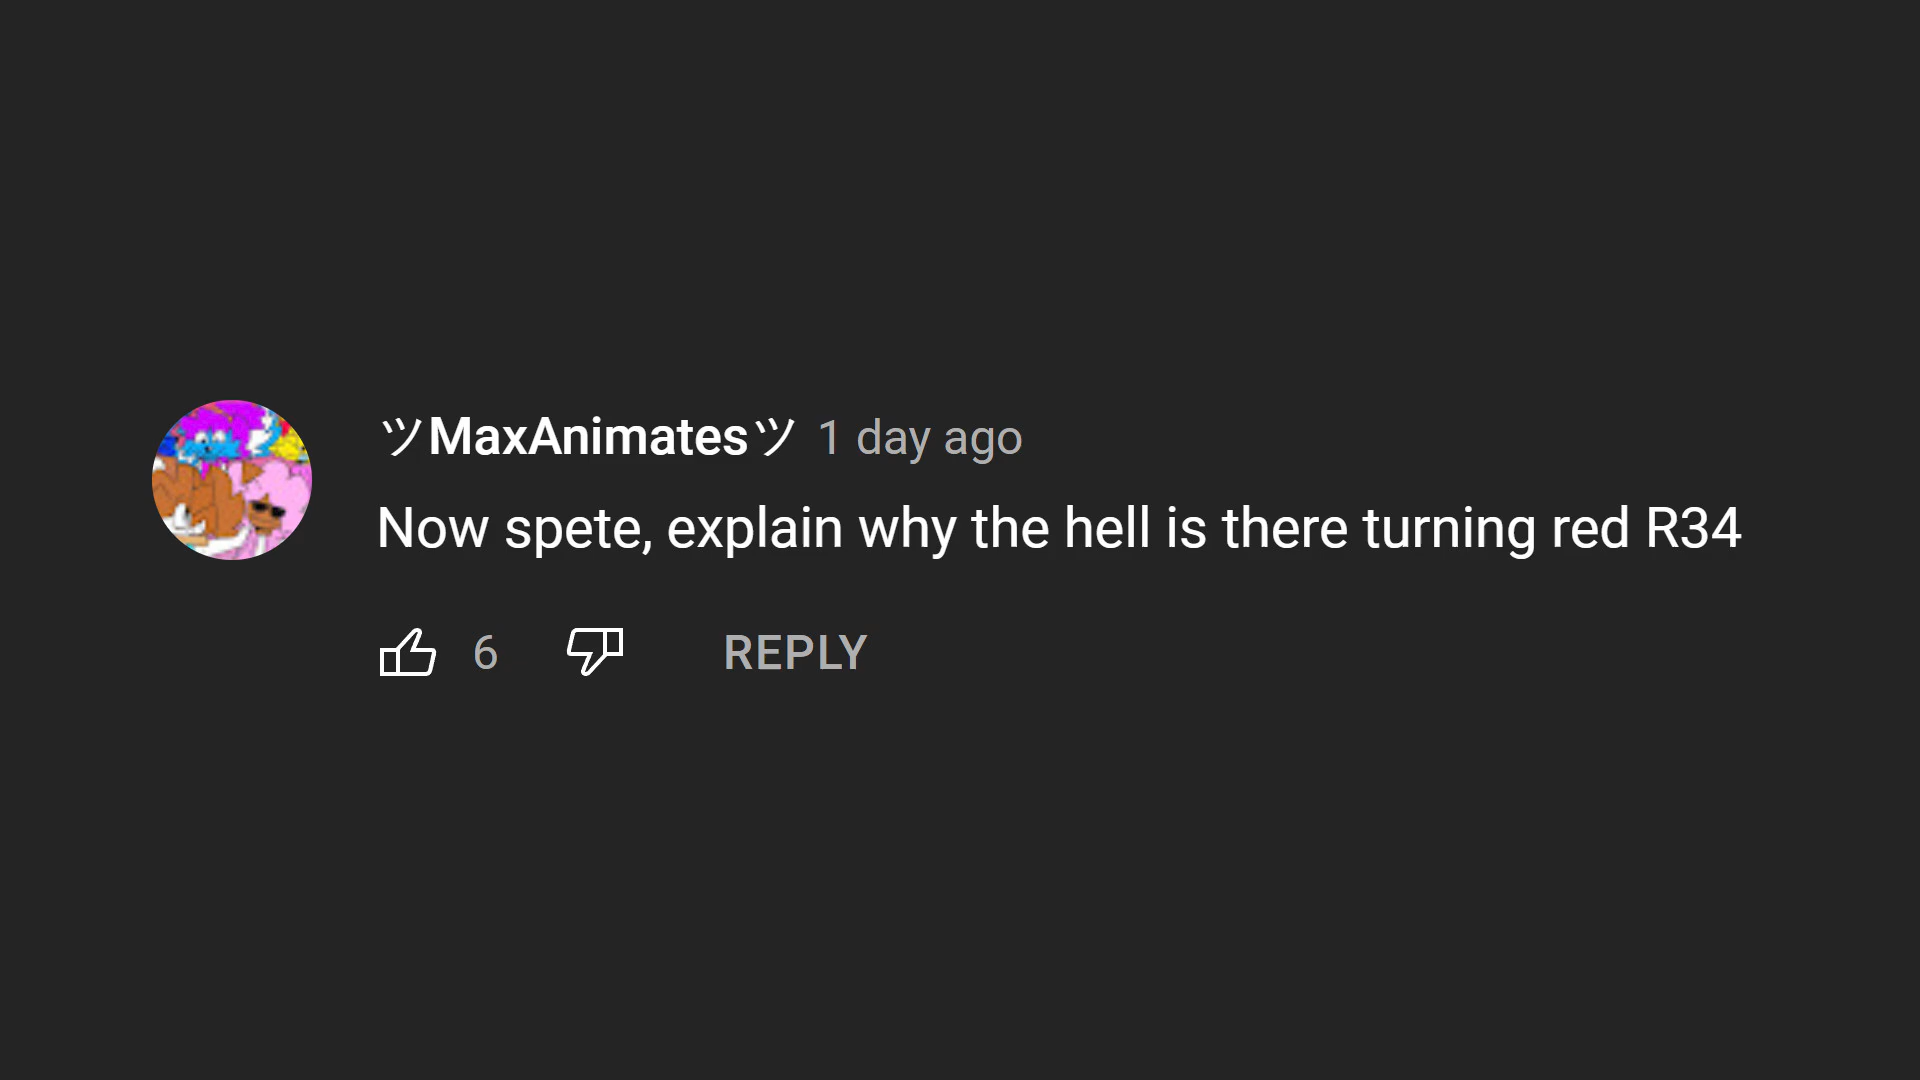 ツMaxAnimatesツ 1 day ago
Now spete, explain why the hell is there turning red R34
6 REPLY